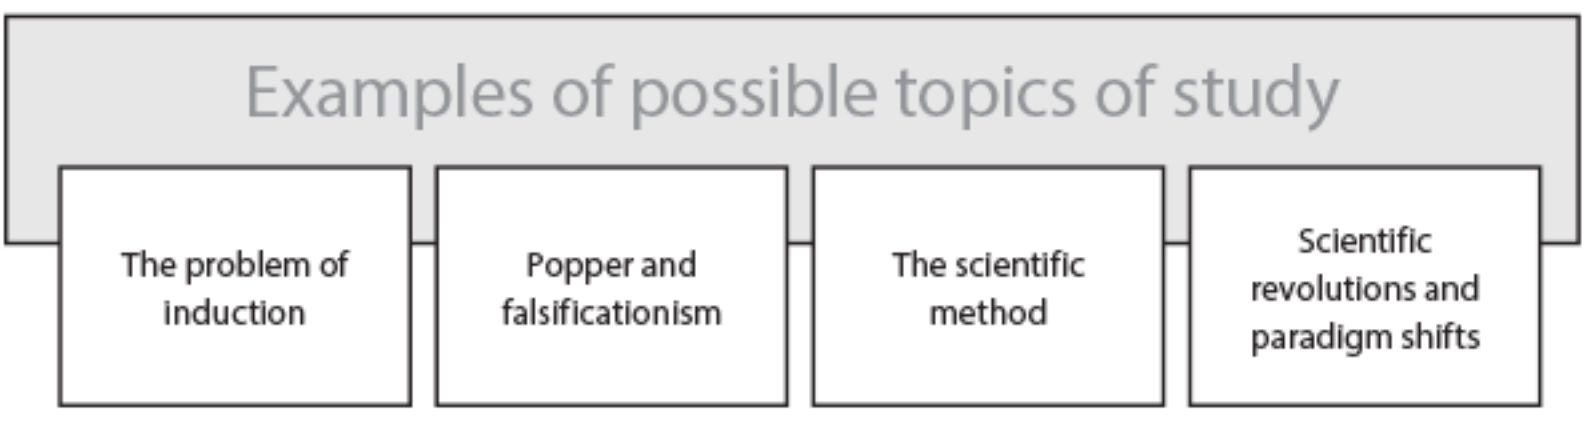 Examples of possible topics of study
The problem of
induction
Popper and
falsificationism
The scientific
method
Scientific
revolutions and
paradigm shifts